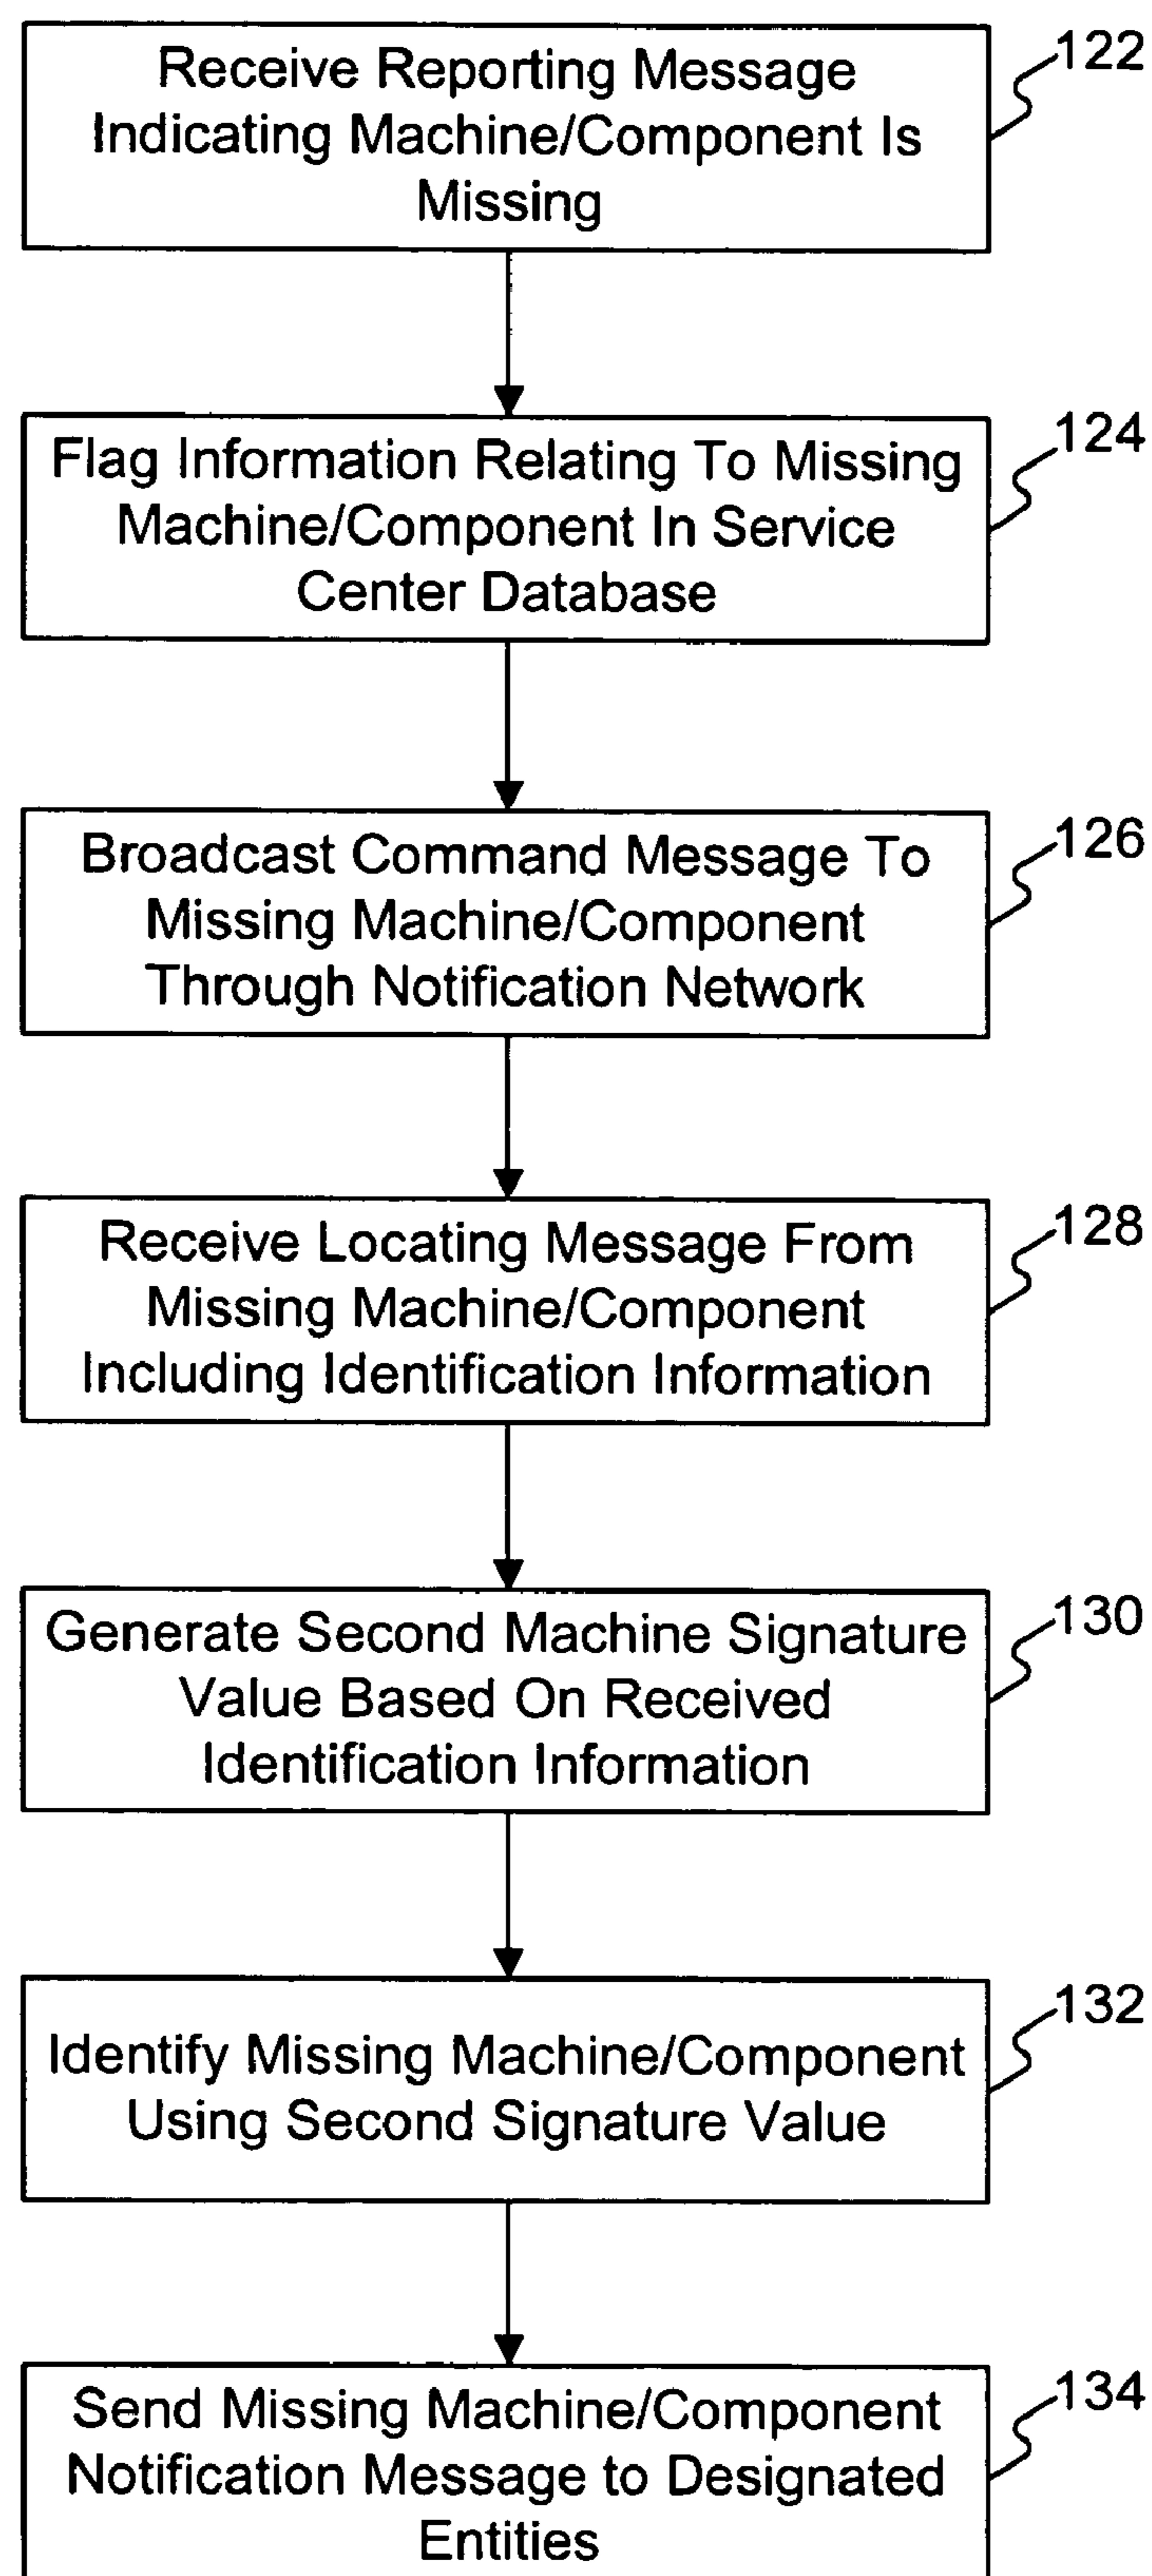 Receive Reporting Message
Indicating Machine/Component Is
Missing
122
Flag Information Relating To Missing
Machine/Component In Service
Center Database
124
Broadcast Command Message To
Missing Machine/Component
Through Notification Network
126
Receive Locating Message From
Missing Machine/Component
Including Identification Information
128
Generate Second Machine Signature
Value Based On Received
Identification Information
130
Identify Missing Machine/Component
Using Second Signature Value
132
Send Missing Machine/Component
Notification Message to Designated
Entities
134